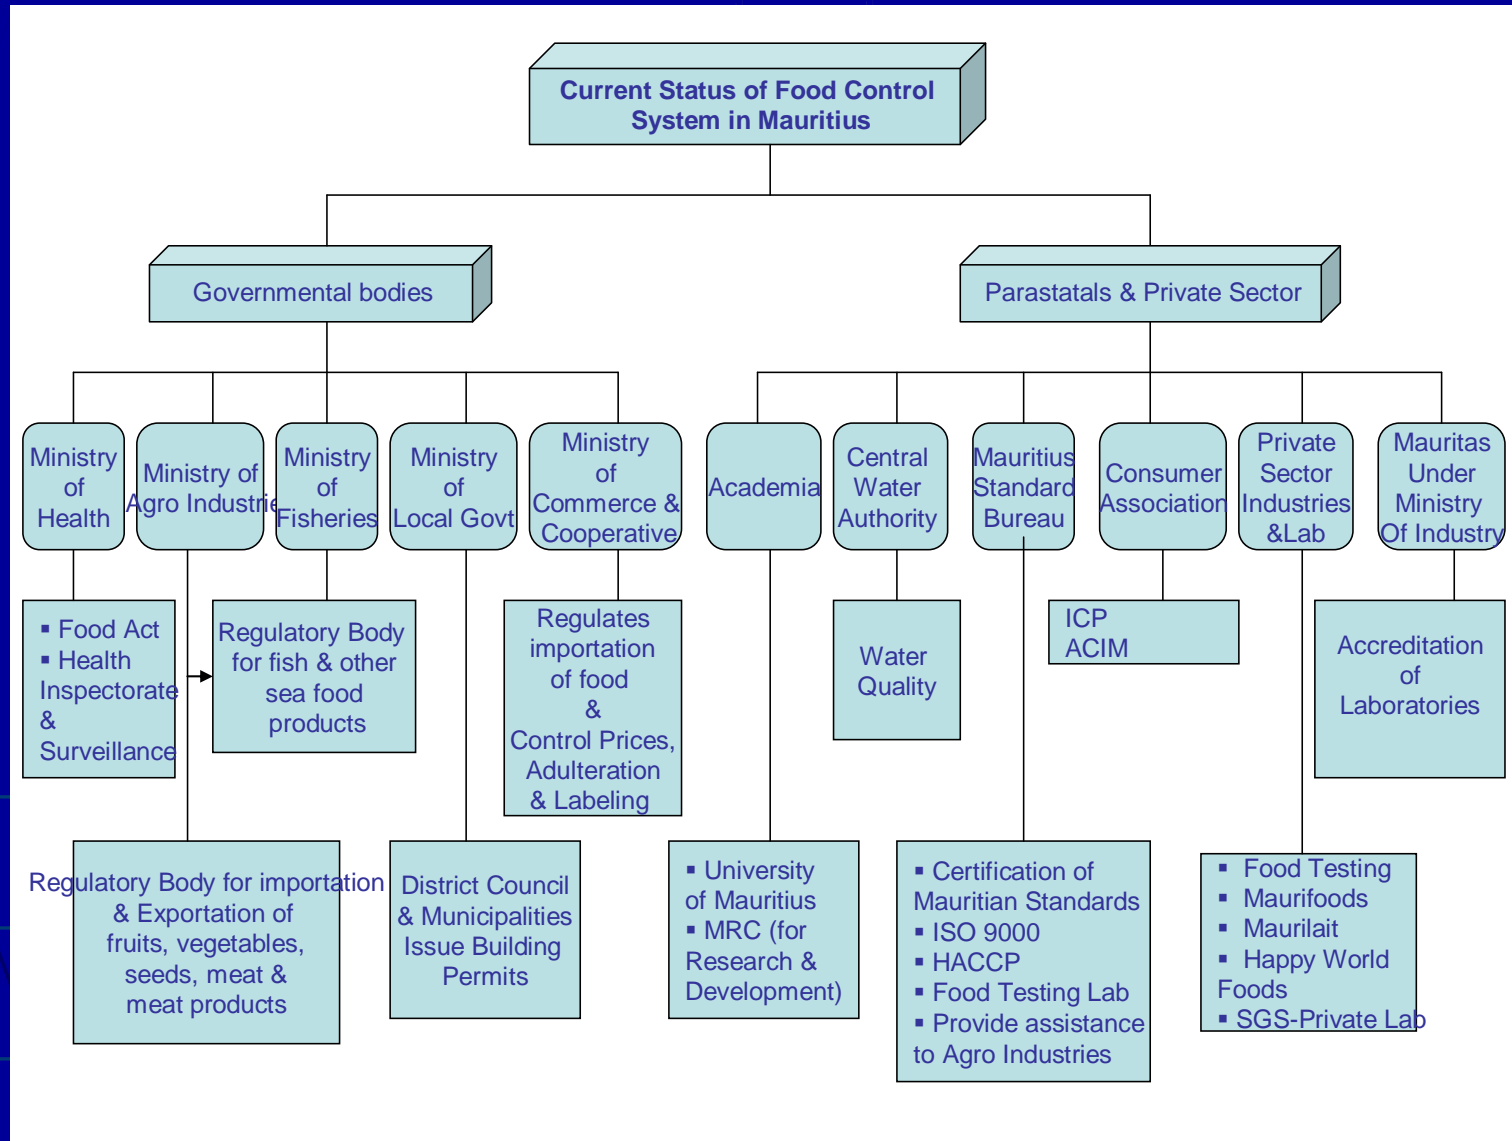 Current Status of Food Control
System in Mauritius
Governmental bodies
Parastatals & Private Sector
Ministry
of
Health
Ministry of
Agro Industrie
Ministry
of
Fisheries
Ministry
of
Local Govt
Ministry
of
Commerce &
Cooperative
Academia
Central
Water
Authority
Mauritius
Standard
Bureau
Consumer
Association
Private
Sector
Industries
&Lab
Mauritas
Under
Ministry
Of Industry
▪ Food Act
▪ Health
Inspectorate
&
Surveillance
Regulatory Body
for fish & other
sea food
products
Regulates
importation
of food
&
Control Prices,
Adulteration
& Labeling
Water
Quality
ICP
ACIM
Accreditation
of
Laboratories
Regulatory Body for importation
& Exportation of
fruits, vegetables,
seeds, meat &
meat products
District Council
& Municipalities
Issue Building
Permits
▪ University
of Mauritius
▪ MRC (for
Research &
Development)
▪ Certification of
Mauritian Standards
▪ ISO 9000
▪ HACCP
▪ Food Testing Lab
▪ Provide assistance
to Agro Industries
▪ Food Testing
▪ Maurifoods
▪ Maurilait
▪ Happy World
Foods
▪ SGS-Private Lab